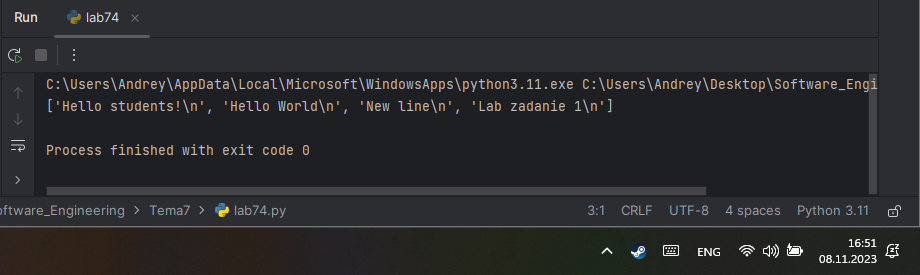 Run lab74
C:\Users\Andrey\AppData\Local\Microsoft\WindowsApps\python3.11.exe C:\Users\Andrey\Desktop\Software_Engi
['Hello students!\n', 'Hello World\n', 'New line\n', 'Lab zadanie 1\n']
Process finished with exit code 0
oftware_Engineering > Tema7 > lab74.py 3:1 CRLF UTF-8 4 spaces Python 3.11
ENG 16:51
08.11.2023